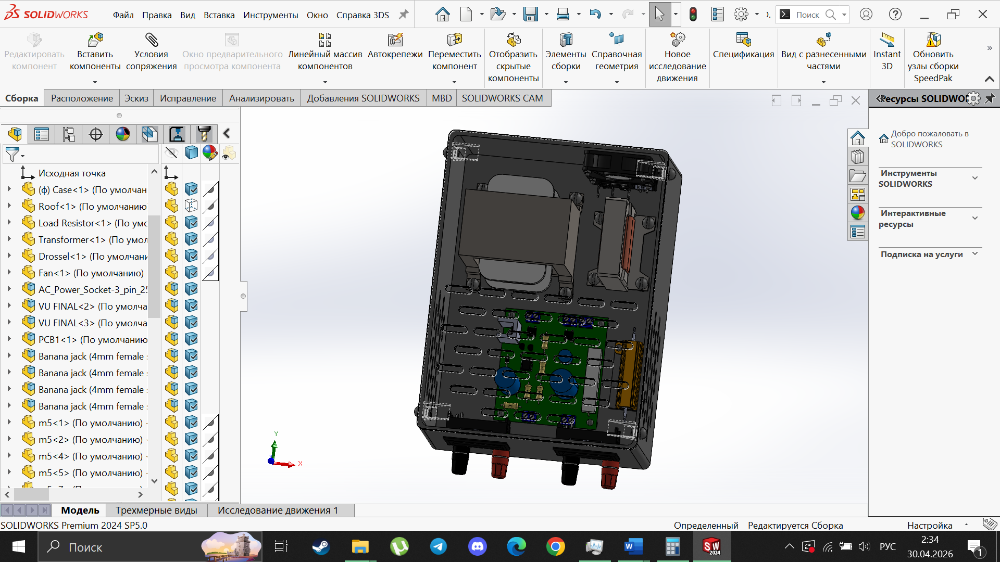 SOLIDWORKS
Файл Правка Вид Вставка Инструменты Окно Справка 3DS
Поиск
Редактировать компонент
Вставить компоненты
Условия сопряжения
Окно предварительного просмотра компонента
Линейный массив компонентов
Автокрепежи
Переместить компонент
Отобразить скрытые компоненты
Элементы сборки
Справочная геометрия
Новое исследование движения
Спецификация
Вид с разнесенными частями
Instant 3D
Обновить узлы сборки SpeedPak
Сборка Расположение Эскиз Исправление Анализировать Добавления SOLIDWORKS MBD SOLIDWORKS CAM
есурсы SOLIDWO
Исходная точка
(ф) Case<1> (По умолчан
Roof<1> (По умолчанию)
Load Resistor<1> (По умо
Transformer<1> (По умол
Drossel<1> (По умолчани
Fan<1> (По умолчанию)
AC_Power_Socket-3_pin_25
VU FINAL<2> (По умолча
VU FINAL<3> (По умолча
PCB1<1> (По умолчанию
Banana jack (4mm female
Banana jack (4mm female
Banana jack (4mm female
Banana jack (4mm female
m5<1> (По умолчанию)
m5<2> (По умолчанию)
m5<4> (По умолчанию)
m5<5> (По умолчанию)
Y
X
Добро пожаловать в
SOLIDWORKS
Инструменты
SOLIDWORKS
Интерактивные
ресурсы
Подписка на услуги
Модель Трехмерные виды Исследование движения 1
SOLIDWORKS Premium 2024 SP5.0
Определенный Редактируется Сборка Настройка
Поиск
W
SW 2024
РУС
2:34
30.04.2026
1